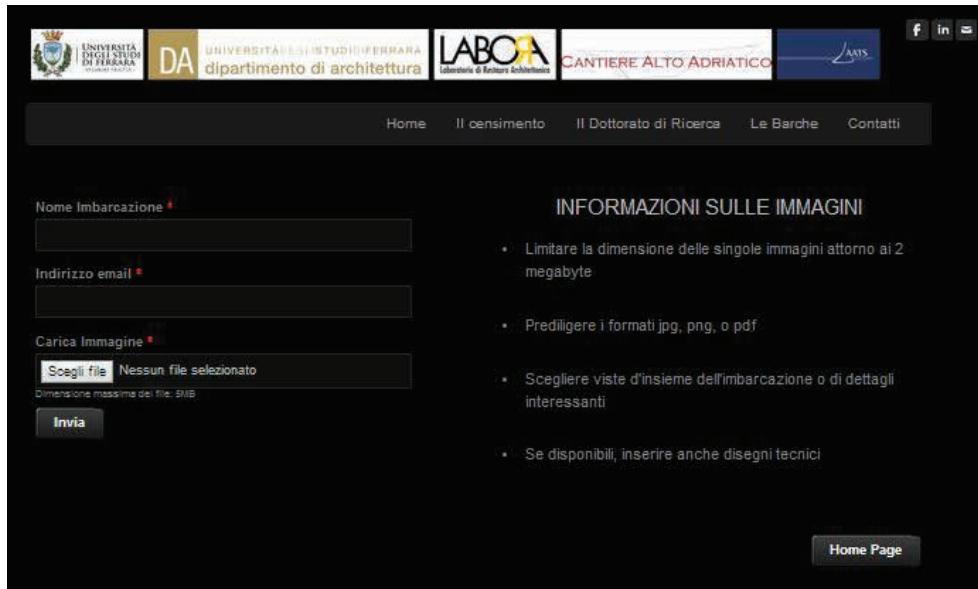 UNIVERSITÀ
DEGLI STUDI
DI FERRARA
DA
UNIVERSITÀ DEGLI STUDI DI FERRARA
dipartimento di architettura
LABORA
Laboratorio di Restauro Architettonico
CANTIERE ALTO ADRIATICO
AATS
f in
Home Il censimento Il Dottorato di Ricerca Le Barche Contatti
Nome Imbarcazione *
Indirizzo email *
Carica Immagine *
Scegli file Nessun file selezionato
Dimensione massima dei file: 5MB
Invia
INFORMAZIONI SULLE IMMAGINI
• Limitare la dimensione delle singole immagini attorno ai 2
megabyte
• Prediligere i formati jpg, png, o pdf
• Scegliere viste d'insieme dell'imbarcazione o di dettagli
interessanti
• Se disponibili, inserire anche disegni tecnici
Home Page